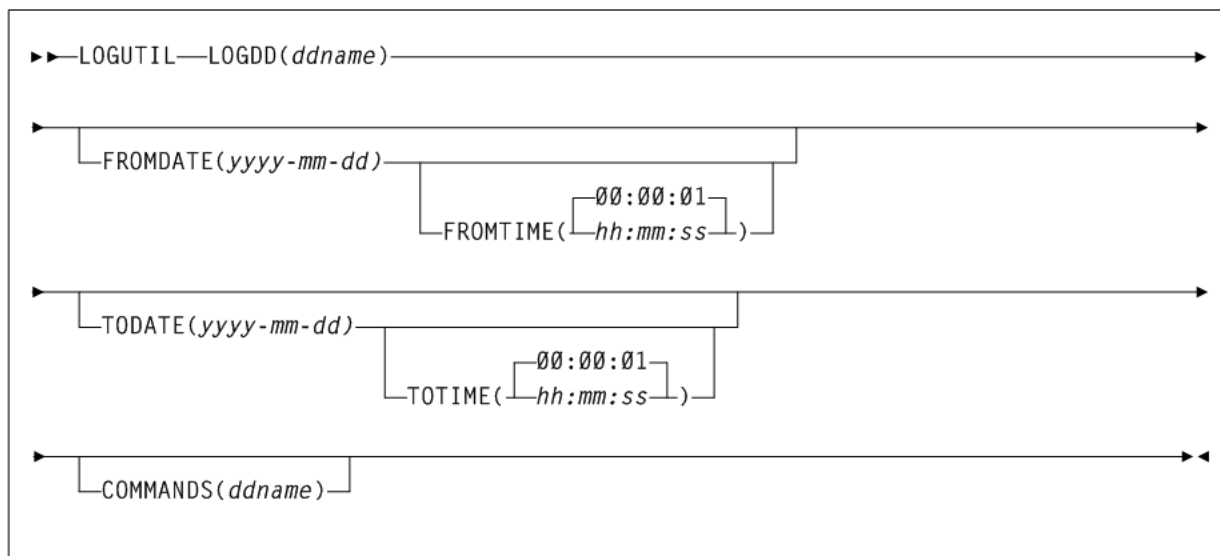 LOGUTIL LOGDD(ddname)
FROMDATE(yyyy-mm-dd)
00:00:01
FROMTIME( hh:mm:ss )
TODATE(yyyy-mm-dd)
00:00:01
TOTIME( hh:mm:ss )
COMMANDS(ddname)